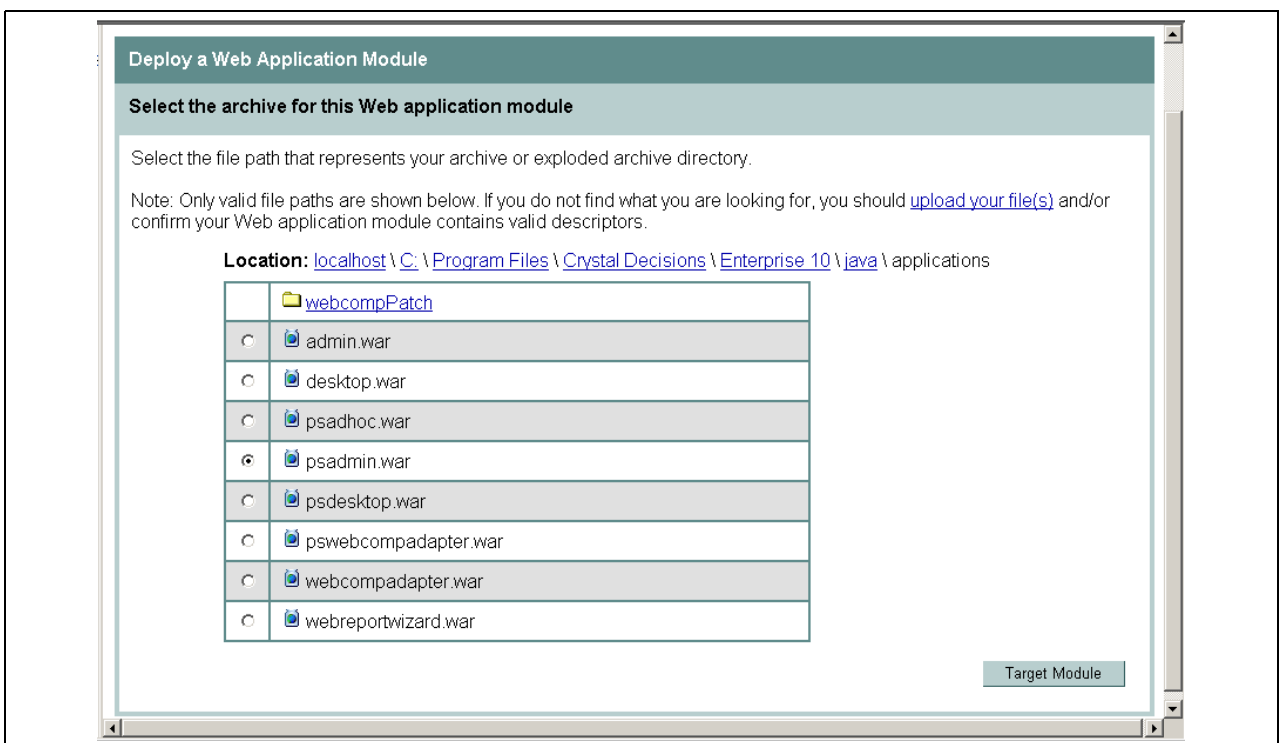 Deploy a Web Application Module
Select the archive for this Web application module
Select the file path that represents your archive or exploded archive directory.
Note: Only valid file paths are shown below. If you do not find what you are looking for, you should upload your file(s) and/or
confirm your Web application module contains valid descriptors.
Location: localhost \ C: \ Program Files \ Crystal Decisions \ Enterprise 10 \ java \ applications
webcompPatch
admin.war
desktop.war
psadhoc.war
psadmin.war
psdesktop.war
pswebcompadapter.war
webcompadapter.war
webreportwizard.war
Target Module